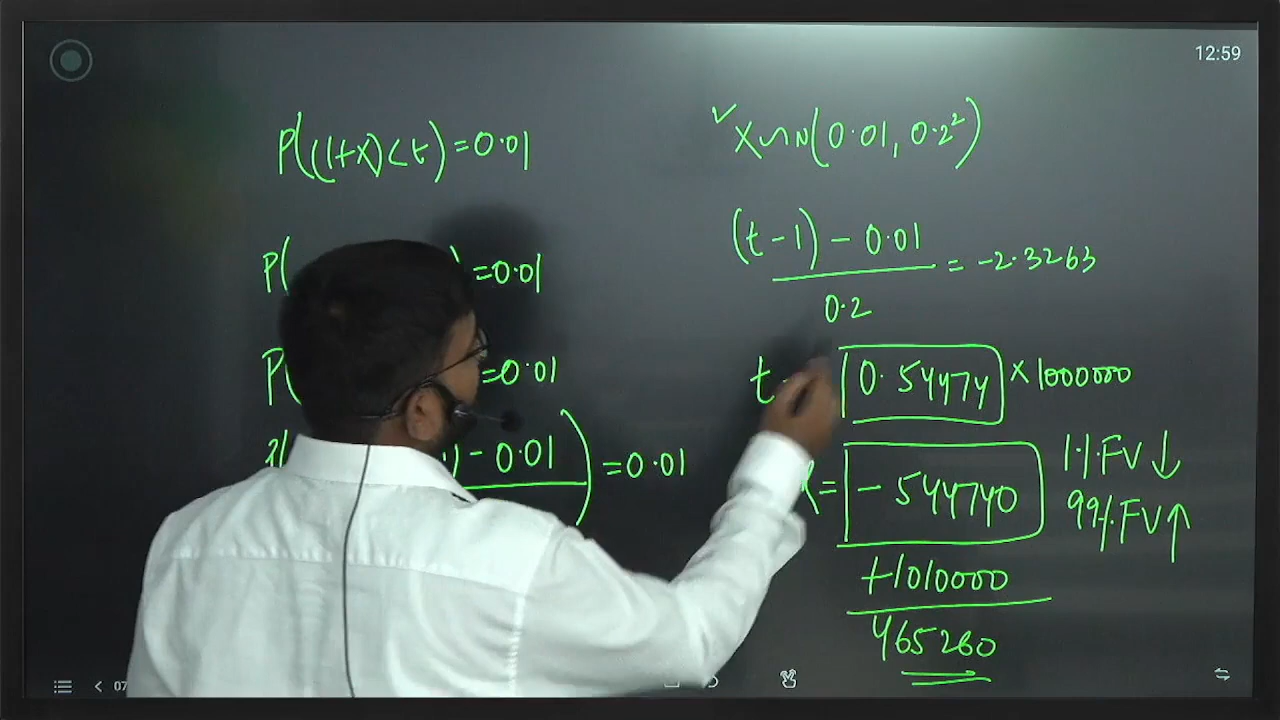 12:59
P((1+x)<t)=0.01
P( =0.01
P( =0.01
-0.01) =0.01
✓ X~N(0.01, 0.2²)
(t-1)-0.01
= -2.3263
0.2
t 0.54474 × 1000000
= -544740
1% FV ↓
99% FV ↑
+1010000
465260
< 07